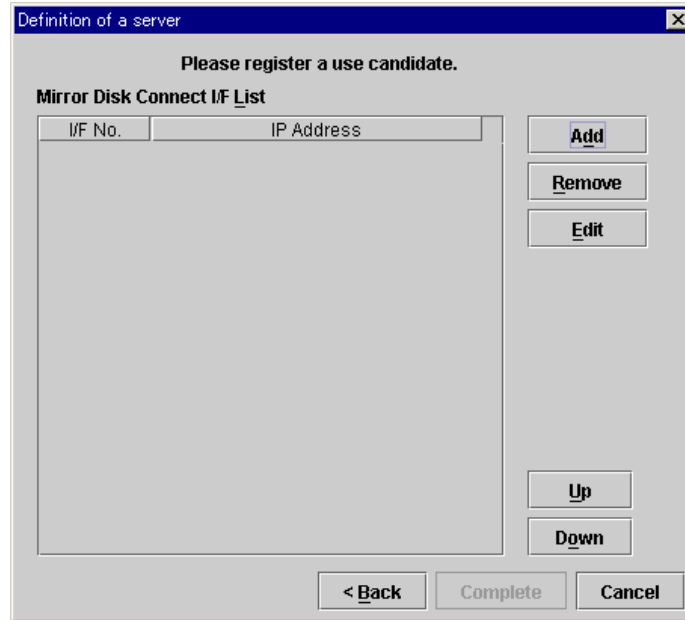 Definition of a server
Please register a use candidate.
Mirror Disk Connect I/F List
I/F No. IP Address
Add
Remove
Edit
Up
Down
< Back Complete Cancel